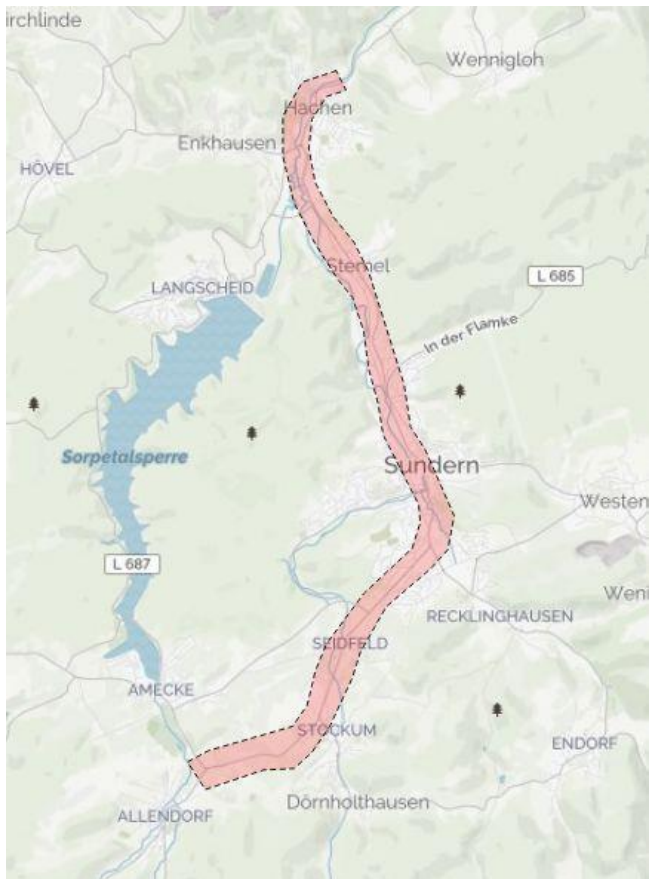 irchlinde
Wennigloh
Hachen
Enkhausen
HÖVEL
Stemel
L 685
LANGSCHEID
In der Flamke
Sorpetalsperre
Sundern
Westen
L 687
Weni
RECKLINGHAUSEN
SEIDFELD
AMECKE
STOCKUM
ENDORF
Dörnholthausen
ALLENDORF